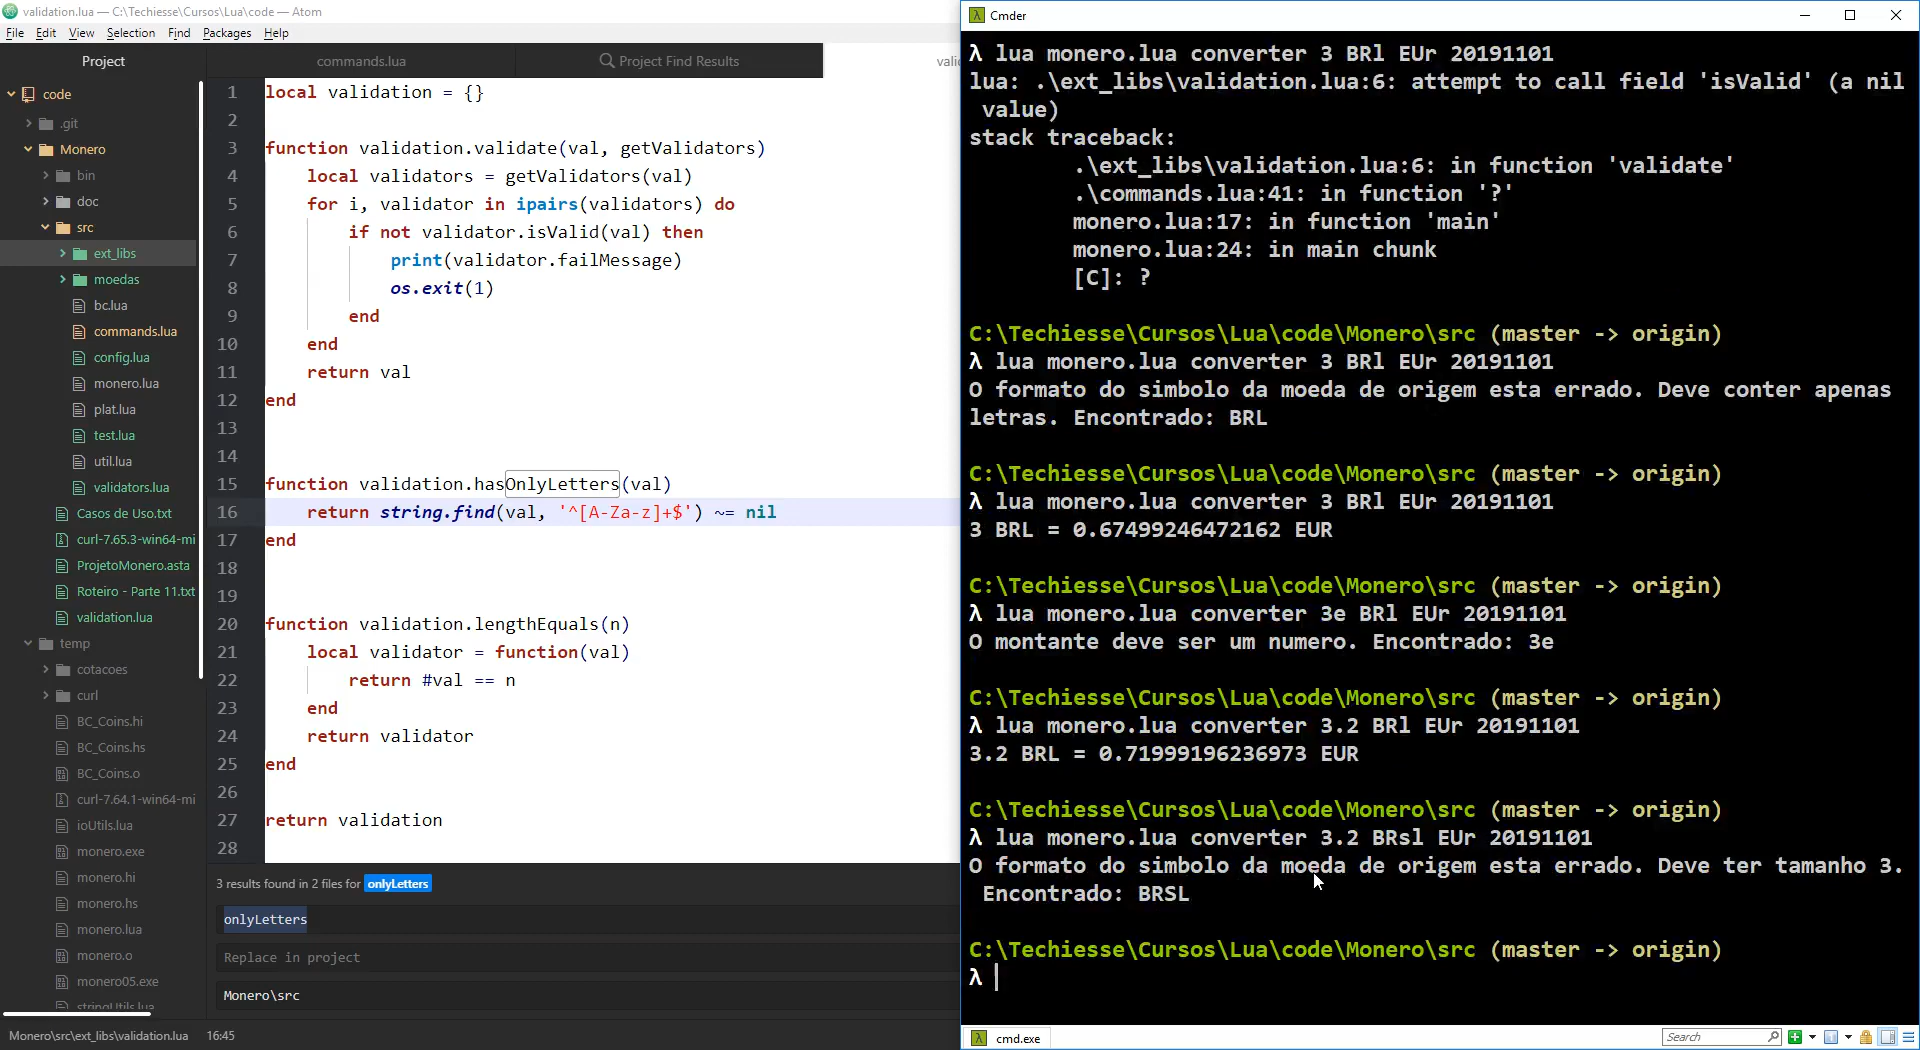 validation.lua — C:\Techiesse\Cursos\Lua\code — Atom
File Edit View Selection Find Packages Help
Project
code
.git
Monero
bin
doc
src
ext_libs
moedas
bc.lua
commands.lua
config.lua
monero.lua
plat.lua
test.lua
util.lua
validators.lua
Casos de Uso.txt
curl-7.65.3-win64-mi
ProjetoMonero.asta
Roteiro - Parte 11.txt
validation.lua
temp
cotacoes
curl
BC_Coins.hi
BC_Coins.hs
BC_Coins.o
curl-7.64.1-win64-mi
ioUtils.lua
monero.exe
monero.hi
monero.hs
monero.lua
monero.o
monero05.exe
stringUtils.lua
commands.lua
Project Find Results
valid
1 local validation = {}
2
3 function validation.validate(val, getValidators)
4 local validators = getValidators(val)
5 for i, validator in ipairs(validators) do
6 if not validator.isValid(val) then
7 print(validator.failMessage)
8 os.exit(1)
9 end
10 end
11 return val
12 end
13
14
15 function validation.hasOnlyLetters(val)
16 return string.find(val, '^[A-Za-z]+$') ~= nil
17 end
18
19
20 function validation.lengthEquals(n)
21 local validator = function(val)
22 return #val == n
23 end
24 return validator
25 end
26
27 return validation
28
3 results found in 2 files for onlyLetters
onlyLetters
Replace in project
Monero\src
Monero\src\ext_libs\validation.lua 16:45
Cmder
λ lua monero.lua converter 3 BRl EUr 20191101
lua: .\ext_libs\validation.lua:6: attempt to call field 'isValid' (a nil
value)
stack traceback:
.\ext_libs\validation.lua:6: in function 'validate'
.\commands.lua:41: in function '?'
monero.lua:17: in function 'main'
monero.lua:24: in main chunk
[C]: ?
C:\Techiesse\Cursos\Lua\code\Monero\src (master -> origin)
λ lua monero.lua converter 3 BRl EUr 20191101
O formato do simbolo da moeda de origem esta errado. Deve conter apenas
letras. Encontrado: BRL
C:\Techiesse\Cursos\Lua\code\Monero\src (master -> origin)
λ lua monero.lua converter 3 BRl EUr 20191101
3 BRL = 0.67499246472162 EUR
C:\Techiesse\Cursos\Lua\code\Monero\src (master -> origin)
λ lua monero.lua converter 3e BRl EUr 20191101
O montante deve ser um numero. Encontrado: 3e
C:\Techiesse\Cursos\Lua\code\Monero\src (master -> origin)
λ lua monero.lua converter 3.2 BRl EUr 20191101
3.2 BRL = 0.71999196236973 EUR
C:\Techiesse\Cursos\Lua\code\Monero\src (master -> origin)
λ lua monero.lua converter 3.2 BRsl EUr 20191101
O formato do simbolo da moeda de origem esta errado. Deve ter tamanho 3.
Encontrado: BRSL
C:\Techiesse\Cursos\Lua\code\Monero\src (master -> origin)
λ
cmd.exe
Search